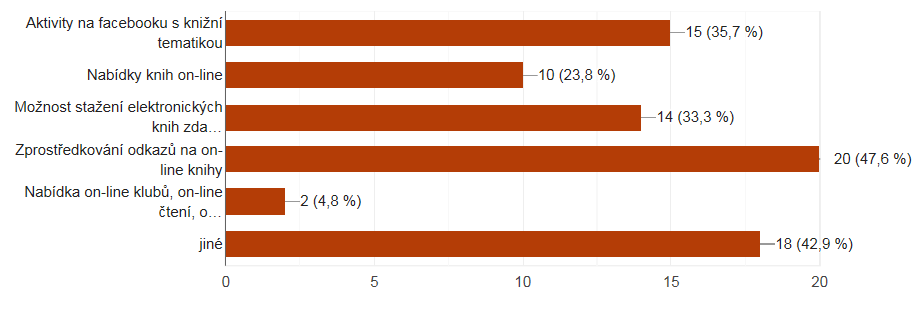 Aktivity na facebooku s knižní
tematikou
15 (35,7 %)
Nabídky knih on-line
10 (23,8 %)
Možnost stažení elektronických
knih zda…
14 (33,3 %)
Zprostředkování odkazů na on-
line knihy
20 (47,6 %)
Nabídka on-line klubů, on-line
čtení, o…
2 (4,8 %)
jiné
18 (42,9 %)
0 5 10 15 20